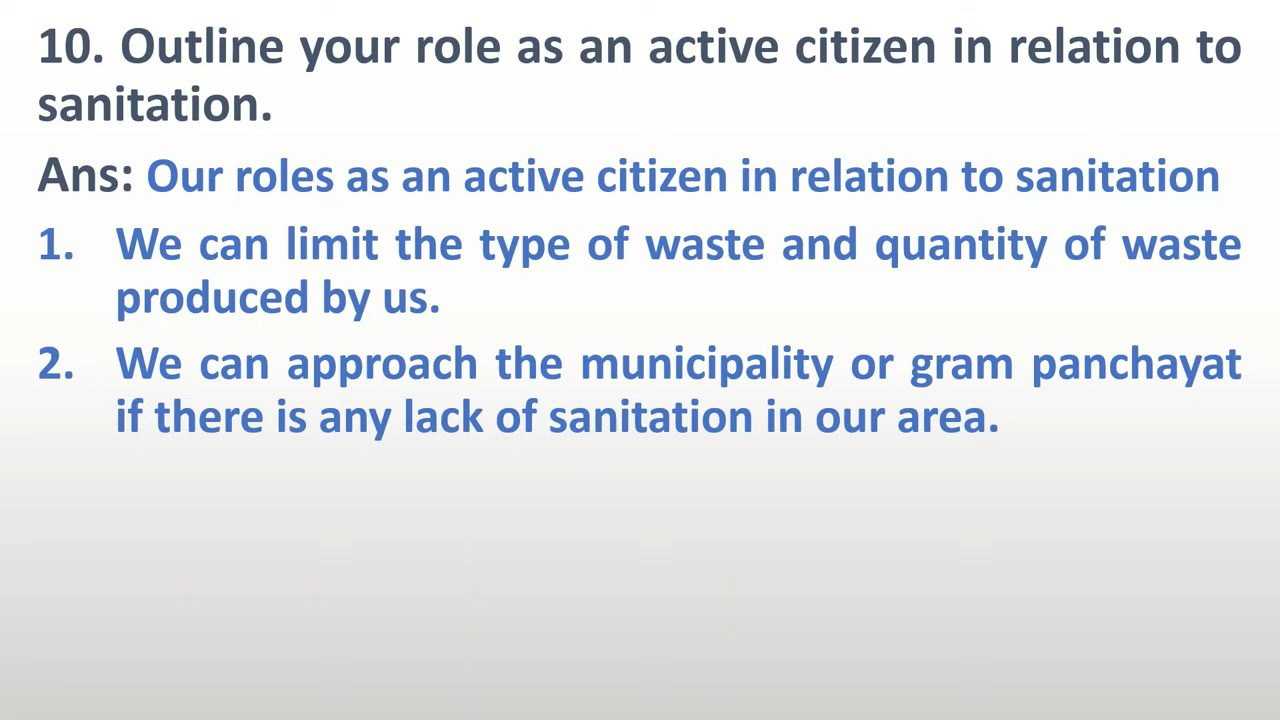 10. Outline your role as an active citizen in relation to
sanitation.
Ans: Our roles as an active citizen in relation to sanitation
1. We can limit the type of waste and quantity of waste
produced by us.
2. We can approach the municipality or gram panchayat
if there is any lack of sanitation in our area.